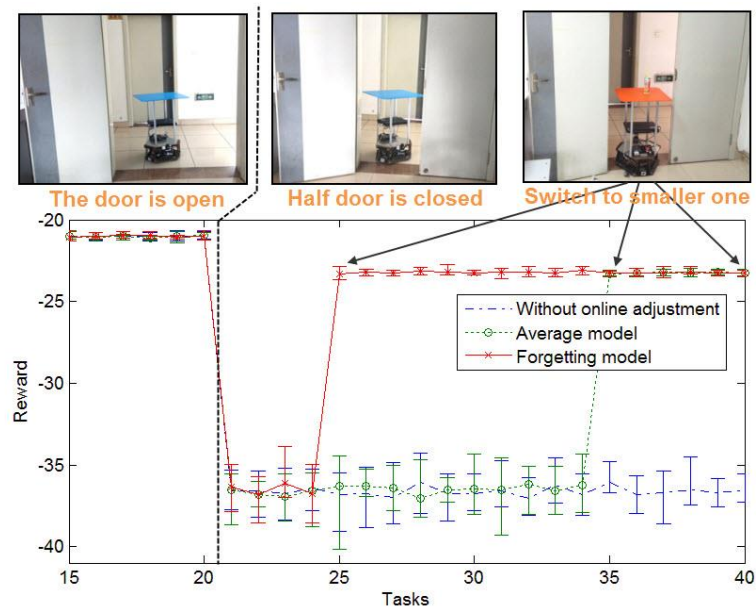 The door is open
Half door is closed
Switch to smaller one
-20
-25
-30
-35
-40
Reward
Without online adjustment
Average model
Forgetting model
15
20
25
30
35
40
Tasks